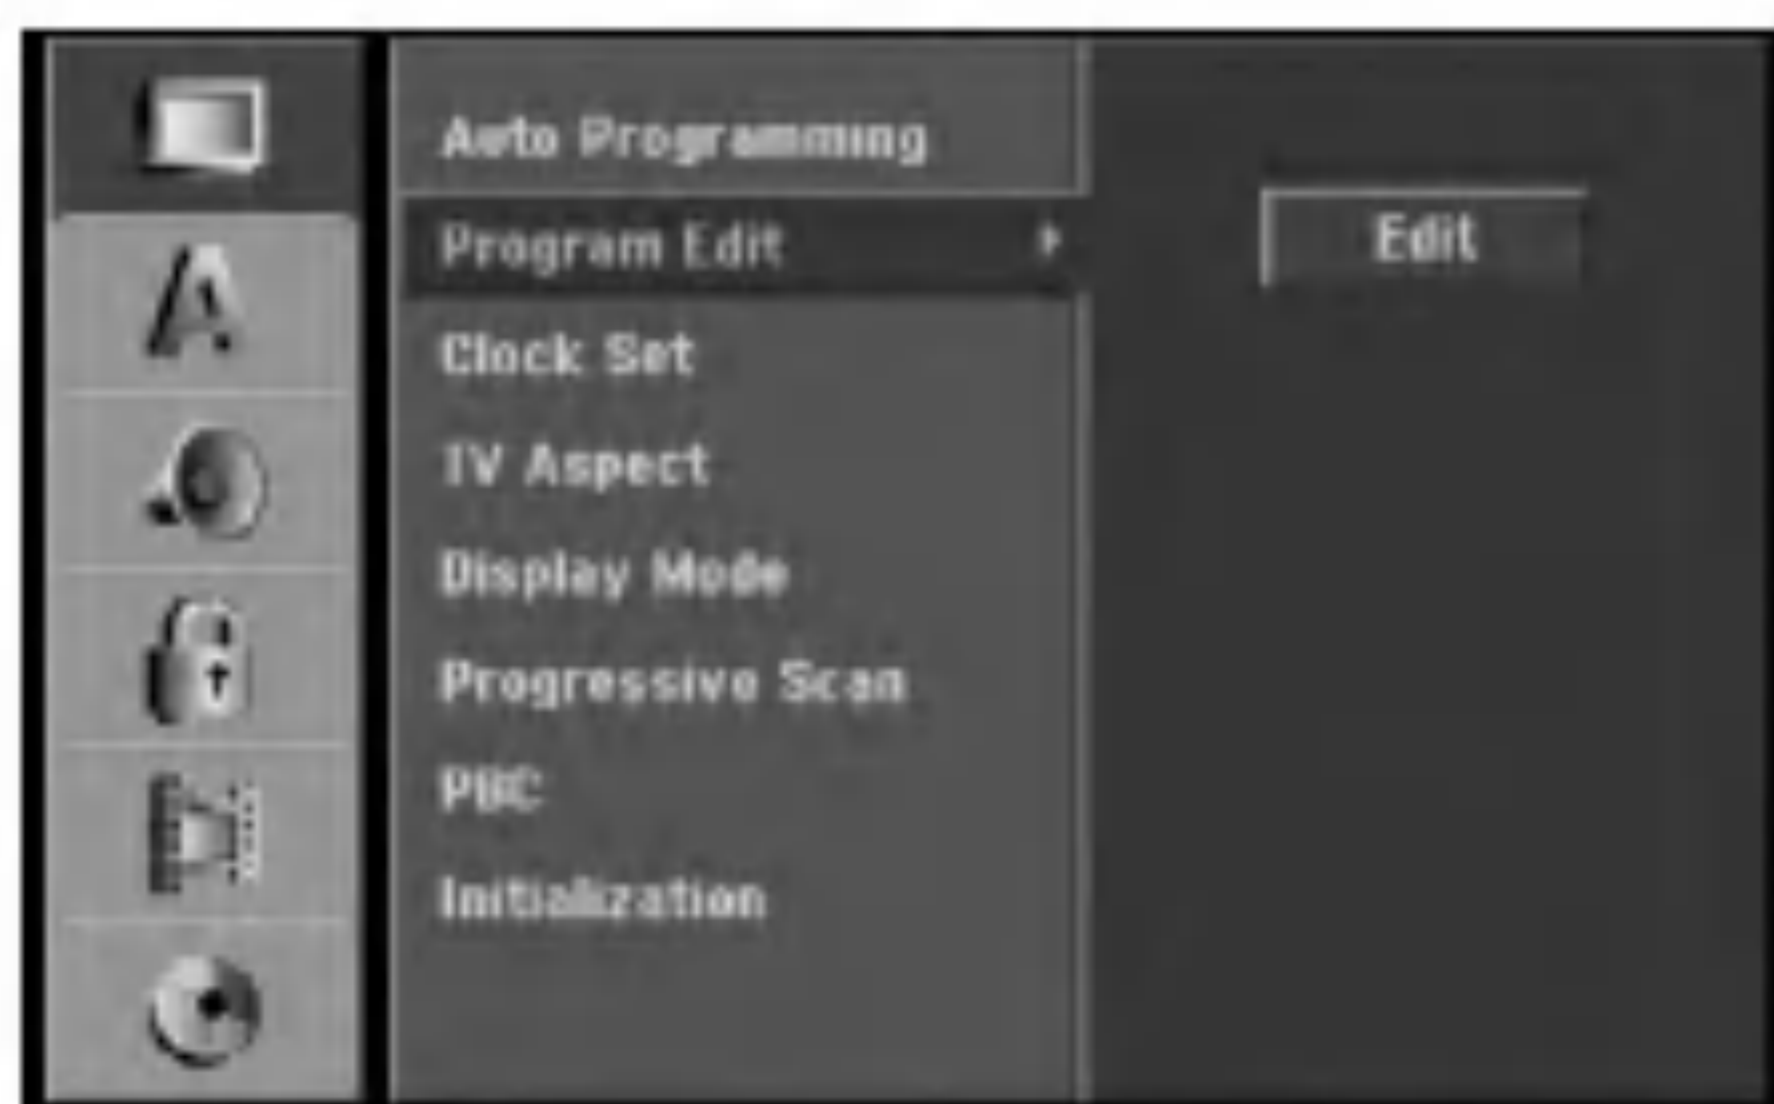 Auto Programming
Program Edit
Edit
Clock Set
TV Aspect
Display Mode
Progressive Scan
PBC
Initialization